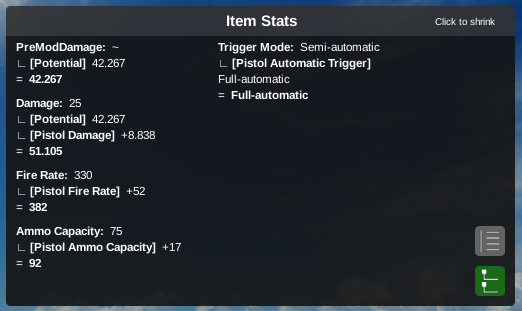 Item Stats
Click to shrink
PreModDamage: ~
∟ [Potential] 42.267
= 42.267
Damage: 25
∟ [Potential] 42.267
∟ [Pistol Damage] +8.838
= 51.105
Fire Rate: 330
∟ [Pistol Fire Rate] +52
= 382
Ammo Capacity: 75
∟ [Pistol Ammo Capacity] +17
= 92
Trigger Mode: Semi-automatic
∟ [Pistol Automatic Trigger]
Full-automatic
= Full-automatic